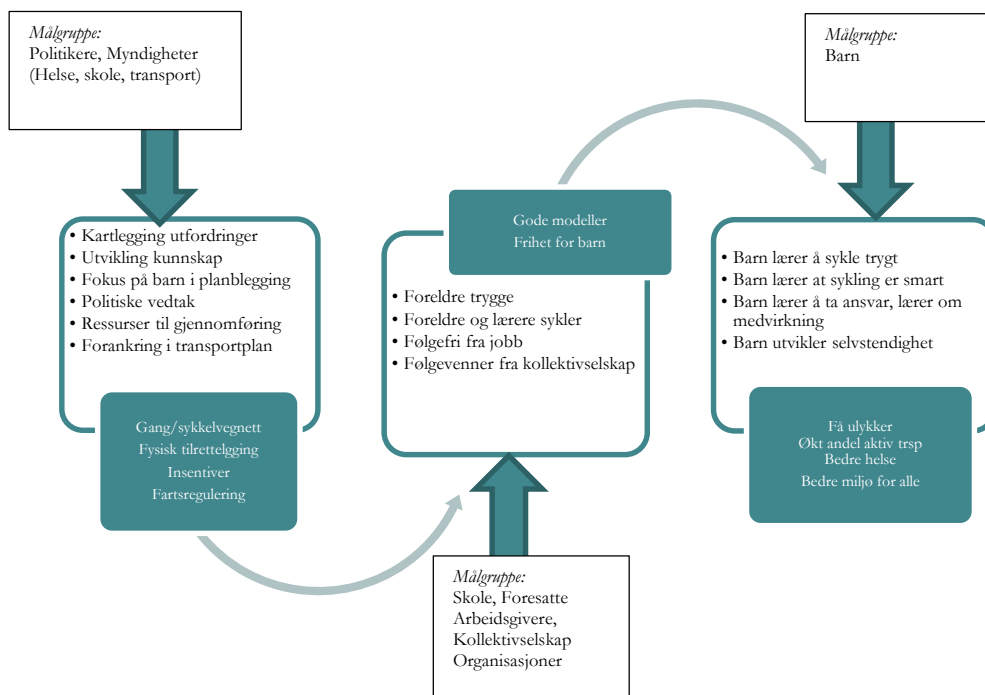 Målgruppe:
Politikere, Myndigheter
(Helse, skole, transport)
• Kartlegging utfordringer
• Utvikling kunnskap
• Fokus på barn i planblegging
• Politiske vedtak
• Ressurser til gjennomføring
• Forankring i transportplan
Gang/sykkelvegnett
Fysisk tilrettelgging
Insentiver
Fartsregulering
Gode modeller
Frihet for barn
• Foreldre trygge
• Foreldre og lærere sykler
• Følgefri fra jobb
• Følgevenner fra kollektivselskap
Målgruppe:
Skole, Foresatte
Arbeidsgivere,
Kollektivselskap
Organisasjoner
Målgruppe:
Barn
• Barn lærer å sykle trygt
• Barn lærer at sykling er smart
• Barn lærer å ta ansvar, lærer om
medvirkning
• Barn utvikler selvstendighet
Få ulykker
Økt andel aktiv trsp
Bedre helse
Bedre miljø for alle